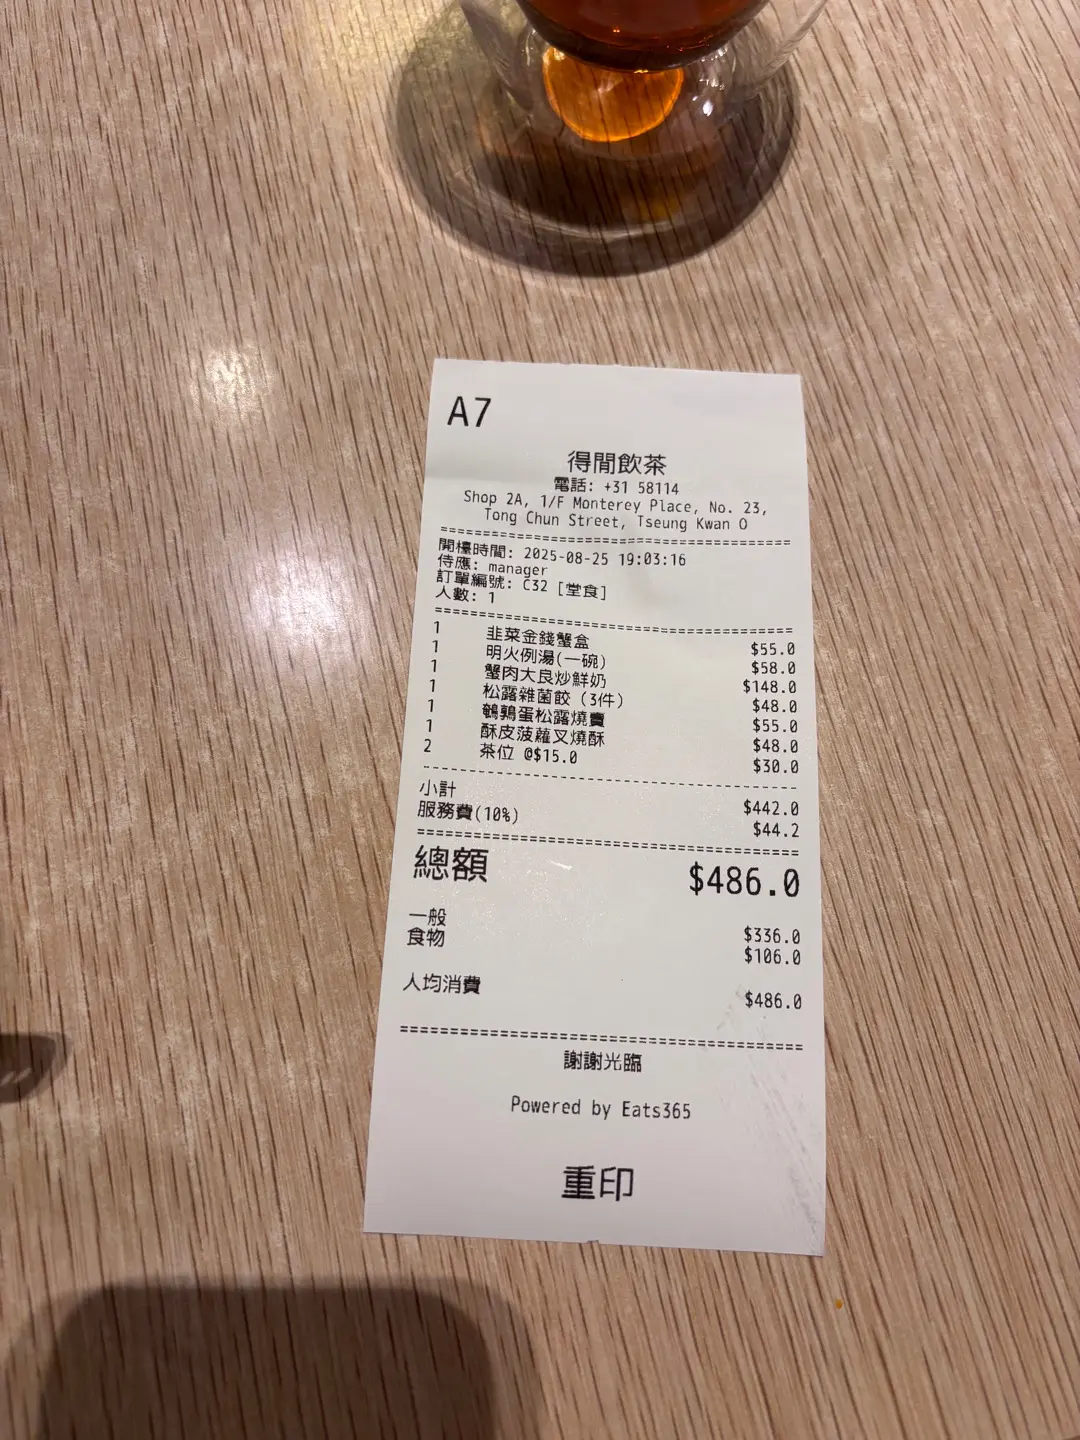 A7
得閒飲茶
電話: +31 58114
Shop 2A, 1/F Monterey Place, No. 23,
Tong Chun Street, Tseung Kwan O
開檯時間: 2025-08-25 19:03:16
侍應: manager
訂單編號: C32 [堂食]
人數: 1
1 韭菜金錢蟹盒 $55.0
1 明火例湯(一碗) $58.0
1 蟹肉大良炒鮮奶 $148.0
1 松露雜菌餃 (3件) $48.0
1 鵪鶉蛋松露燒賣 $55.0
1 酥皮菠蘿叉燒酥 $48.0
2 茶位 @$15.0 $30.0
小計 $442.0
服務費(10%) $44.2
總額 $486.0
一般 $336.0
食物 $106.0
人均消費 $486.0
謝謝光臨
Powered by Eats365
重印